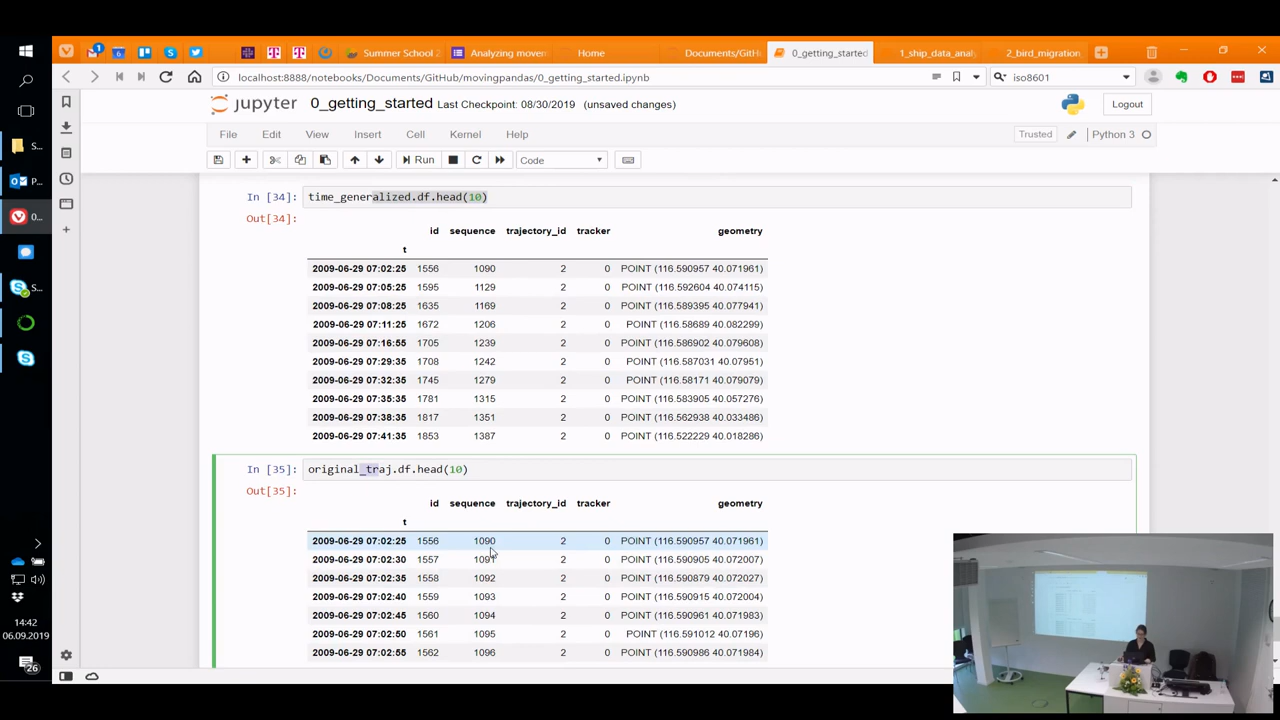 1
6
Summer School 2
Analyzing mover
Home
Documents/GitH
0_getting_started
1_ship_data_anal
2_bird_migration
localhost:8888/notebooks/Documents/GitHub/movingpandas/0_getting_started.ipynb
iso8601
jupyter 0_getting_started Last Checkpoint: 08/30/2019 (unsaved changes)
Logout
File Edit View Insert Cell Kernel Help
Trusted
Python 3
Run
Code
S...
P...
0...
S...
In [34]: time_generalized.df.head(10)
Out[34]:
id sequence trajectory_id tracker geometry
t
2009-06-29 07:02:25 1556 1090 2 0 POINT (116.590957 40.071961)
2009-06-29 07:05:25 1595 1129 2 0 POINT (116.592604 40.074115)
2009-06-29 07:08:25 1635 1169 2 0 POINT (116.589395 40.077941)
2009-06-29 07:11:25 1672 1206 2 0 POINT (116.58689 40.082299)
2009-06-29 07:16:55 1705 1239 2 0 POINT (116.586902 40.079608)
2009-06-29 07:29:35 1708 1242 2 0 POINT (116.587031 40.07951)
2009-06-29 07:32:35 1745 1279 2 0 POINT (116.58171 40.079079)
2009-06-29 07:35:35 1781 1315 2 0 POINT (116.583905 40.057276)
2009-06-29 07:38:35 1817 1351 2 0 POINT (116.562938 40.033486)
2009-06-29 07:41:35 1853 1387 2 0 POINT (116.522229 40.018286)
In [35]: original_traj.df.head(10)
Out[35]:
id sequence trajectory_id tracker geometry
t
2009-06-29 07:02:25 1556 1090 2 0 POINT (116.590957 40.071961)
2009-06-29 07:02:30 1557 1091 2 0 POINT (116.590905 40.072007)
2009-06-29 07:02:35 1558 1092 2 0 POINT (116.590879 40.072027)
2009-06-29 07:02:40 1559 1093 2 0 POINT (116.590915 40.072004)
2009-06-29 07:02:45 1560 1094 2 0 POINT (116.590961 40.071983)
2009-06-29 07:02:50 1561 1095 2 0 POINT (116.591012 40.07196)
2009-06-29 07:02:55 1562 1096 2 0 POINT (116.590986 40.071984)
14:42
06.09.2019
26